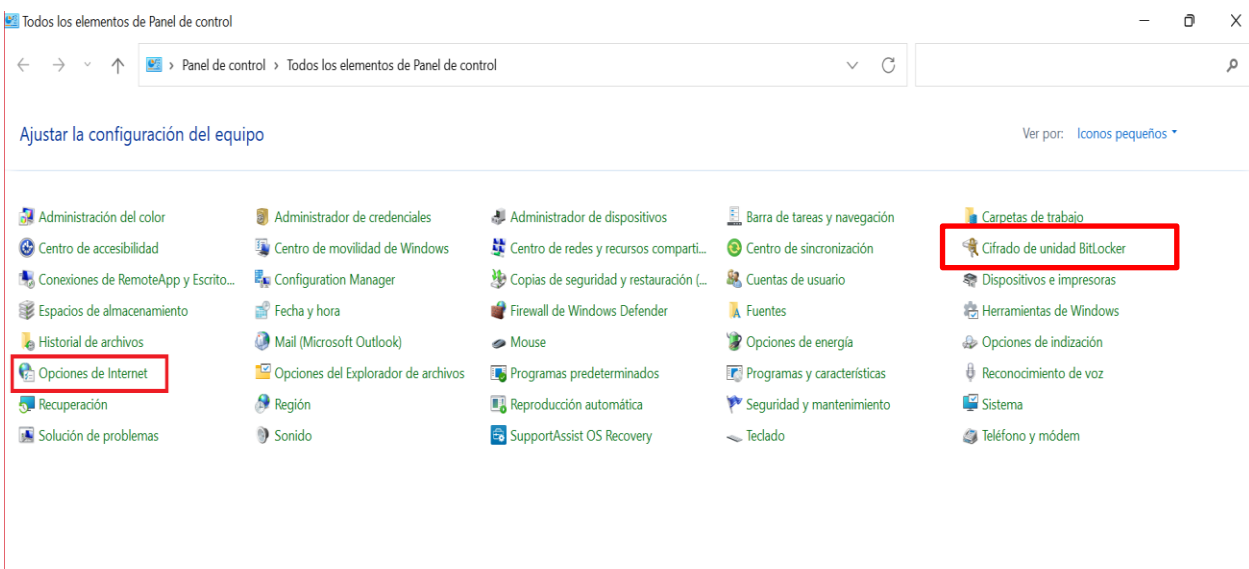 Todos los elementos de Panel de control
Panel de control > Todos los elementos de Panel de control
Ajustar la configuración del equipo
Ver por: Iconos pequeños
Administración del color
Administrador de credenciales
Administrador de dispositivos
Barra de tareas y navegación
Carpetas de trabajo
Centro de accesibilidad
Centro de movilidad de Windows
Centro de redes y recursos comparti...
Centro de sincronización
Cifrado de unidad BitLocker
Conexiones de RemoteApp y Escrito...
Configuration Manager
Copias de seguridad y restauración (...
Cuentas de usuario
Dispositivos e impresoras
Espacios de almacenamiento
Fecha y hora
Firewall de Windows Defender
Fuentes
Herramientas de Windows
Historial de archivos
Mail (Microsoft Outlook)
Mouse
Opciones de energía
Opciones de indización
Opciones de Internet
Opciones del Explorador de archivos
Programas predeterminados
Programas y características
Reconocimiento de voz
Recuperación
Región
Reproducción automática
Seguridad y mantenimiento
Sistema
Solución de problemas
Sonido
SupportAssist OS Recovery
Teclado
Teléfono y módem